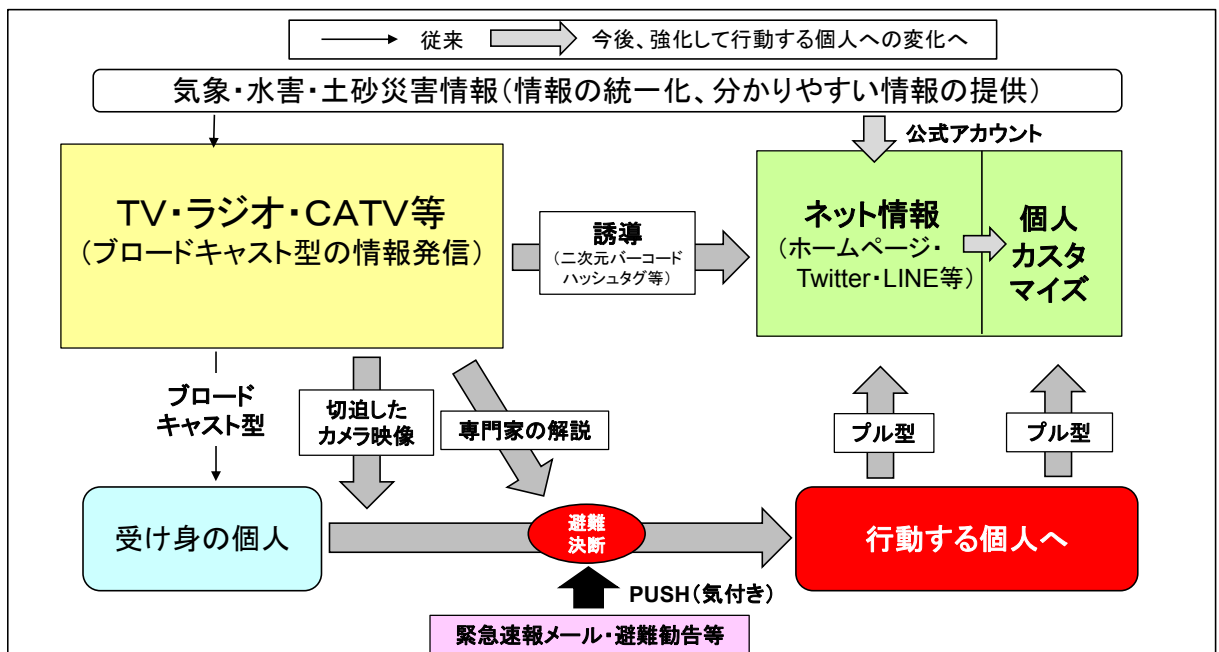 従来
今後、強化して行動する個人への変化へ
気象・水害・土砂災害情報（情報の統一化、分かりやすい情報の提供）
公式アカウント
ＴＶ・ラジオ・ＣＡＴＶ等
（ブロードキャスト型の情報発信）
誘導
（二次元バーコード
ハッシュタグ等）
ネット情報
（ホームページ・
Twitter・LINE等）
個人
カスタ
マイズ
ブロード
キャスト型
切迫した
カメラ映像
専門家の解説
プル型
プル型
受け身の個人
避難
決断
行動する個人へ
PUSH（気付き）
緊急速報メール・避難勧告等